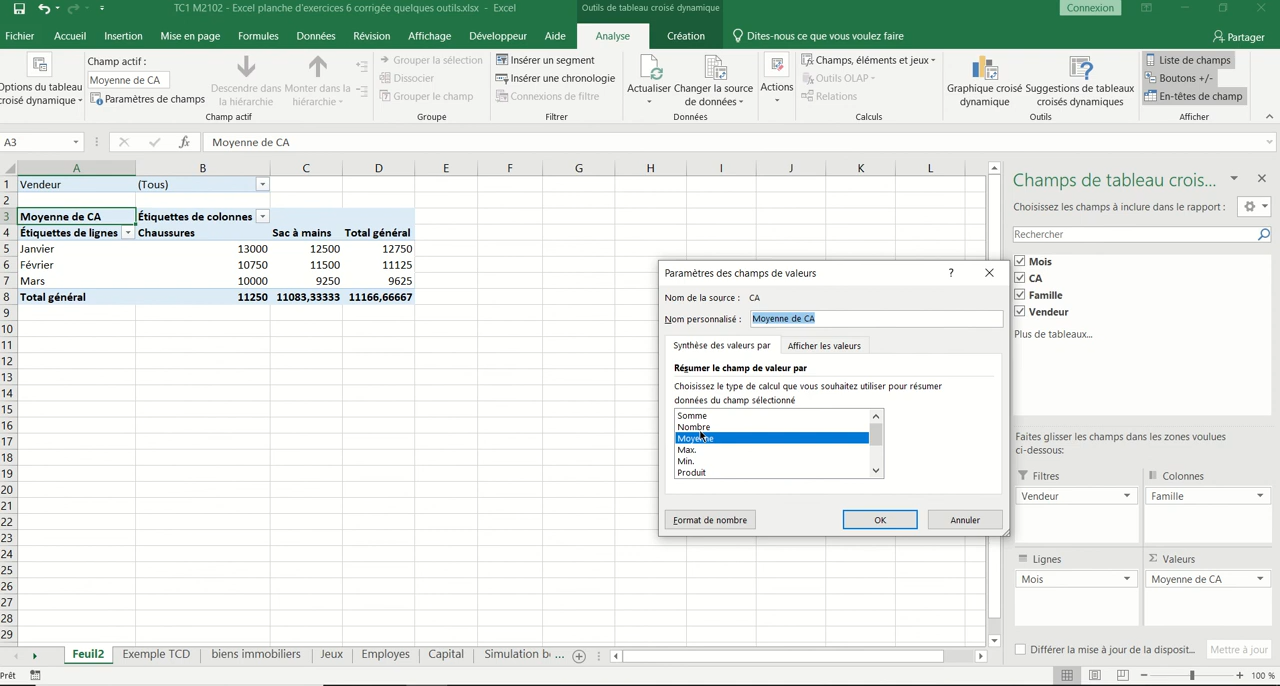 TC1 M2102 - Excel planche d'exercices 6 corrigée quelques outils.xlsx - Excel
Outils de tableau croisé dynamique
Connexion
Fichier Accueil Insertion Mise en page Formules Données Révision Affichage Développeur Aide Analyse Création Dites-nous ce que vous voulez faire Partager
Options du tableau
croisé dynamique
Champ actif :
Moyenne de CA
Paramètres des champs
Descendre dans
la hiérarchie
Monter dans la
hiérarchie
Champ actif
Grouper la sélection
Dissocier
Grouper le champ
Groupe
Insérer un segment
Insérer une chronologie
Connexions de filtre
Filtrer
Actualiser
Changer la source
de données
Données
Actions
Champs, éléments et jeux
Outils OLAP
Relations
Calculs
Graphique croisé
dynamique
Suggestions de tableaux
croisés dynamiques
Outils
Liste de champs
Boutons +/-
En-têtes de champ
Afficher
A3 fx Moyenne de CA
A B C D E F G H I J K L
1 Vendeur (Tous)
2
3 Moyenne de CA Étiquettes de colonnes
4 Étiquettes de lignes Chaussures Sac à mains Total général
5 Janvier 13000 12500 12750
6 Février 10750 11500 11125
7 Mars 10000 9250 9625
8 Total général 11250 11083,33333 11166,66667
9
10
11
12
13
14
15
16
17
18
19
20
21
22
23
24
25
26
27
28
29
Paramètres des champs de valeurs ?
Nom de la source : CA
Nom personnalisé : Moyenne de CA
Synthèse des valeurs par Afficher les valeurs
Résumer le champ de valeur par
Choisissez le type de calcul que vous souhaitez utiliser pour résumer
données du champ sélectionné
Somme
Nombre
Moyenne
Max.
Min.
Produit
Format de nombre OK Annuler
Champs de tableau crois...
Choisissez les champs à inclure dans le rapport :
Rechercher
Mois
CA
Famille
Vendeur
Plus de tableaux...
Faites glisser les champs dans les zones voulues
ci-dessous:
Filtres Colonnes
Vendeur Famille
Lignes Σ Valeurs
Mois Moyenne de CA
Différer la mise à jour de la disposit... Mettre à jour
Feuil2 Exemple TCD biens immobiliers Jeux Employes Capital Simulation b ...
Prêt 100 %